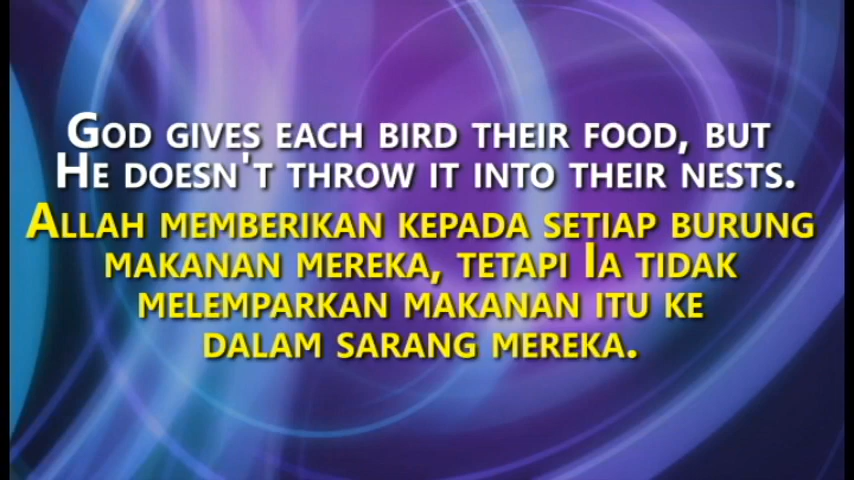 God gives each bird their food, but
He doesn't throw it into their nests.
Allah memberikan kepada setiap burung
makanan mereka, tetapi Ia tidak
melemparkan makanan itu ke
dalam sarang mereka.